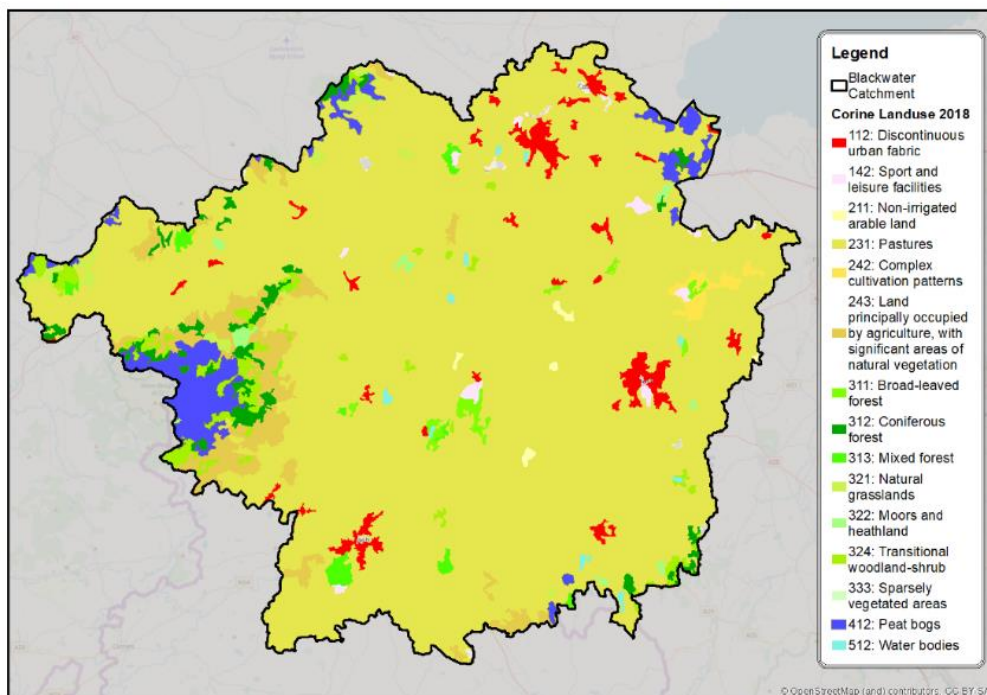 Legend
Blackwater
Catchment
Corine Landuse 2018
112: Discontinuous
urban fabric
142: Sport and
leisure facilities
211: Non-irrigated
arable land
231: Pastures
242: Complex
cultivation patterns
243: Land
principally occupied
by agriculture, with
significant areas of
natural vegetation
311: Broad-leaved
forest
312: Coniferous
forest
313: Mixed forest
321: Natural
grasslands
322: Moors and
heathland
324: Transitional
woodland-shrub
333: Sparsely
vegetated areas
412: Peat bogs
512: Water bodies
© OpenStreetMap (and) contributors, CC-BY-SA